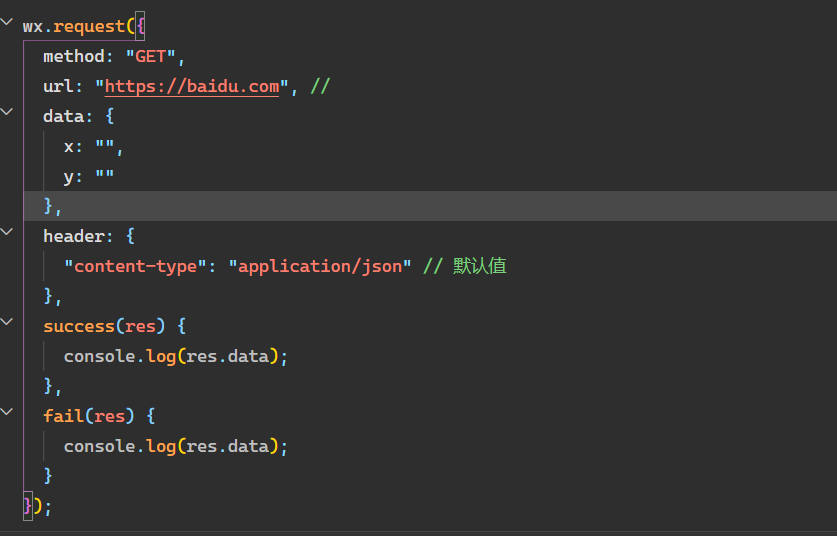 wx.request({
method: "GET",
url: "https://baidu.com", //
data: {
x: "",
y: ""
},
header: {
"content-type": "application/json" // 默认值
},
success(res) {
console.log(res.data);
},
fail(res) {
console.log(res.data);
}
});